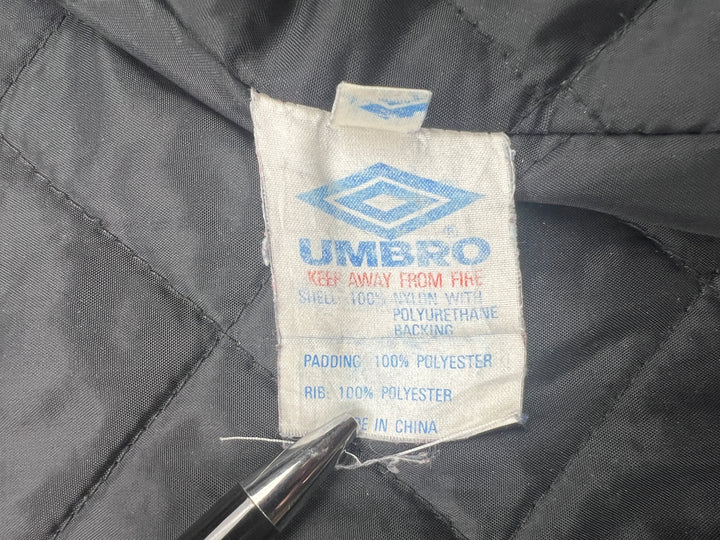 UMBRO
®
KEEP AWAY FROM FIRE
SHELL: 100% NYLON WITH
POLYURETHANE
BACKING
PADDING 100% POLYESTER
RIB: 100% POLYESTER
IN CHINA